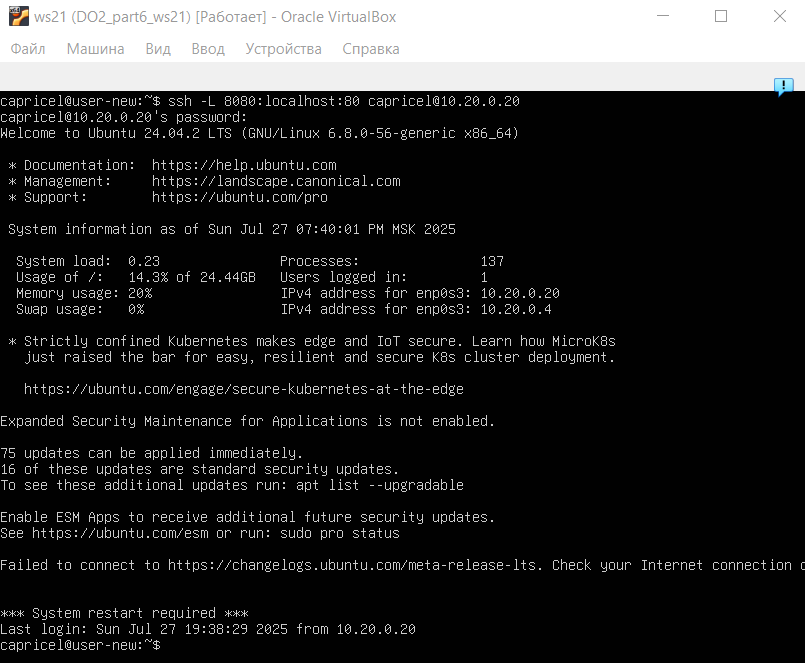 ws21 (DO2_part6_ws21) [Работает] - Oracle VirtualBox
Файл Машина Вид Ввод Устройства Справка
capricel@user-new:~$ ssh -L 8080:localhost:80 capricel@10.20.0.20
capricel@10.20.0.20's password:
Welcome to Ubuntu 24.04.2 LTS (GNU/Linux 6.8.0-56-generic x86_64)
* Documentation: https://help.ubuntu.com
* Management: https://landscape.canonical.com
* Support: https://ubuntu.com/pro
System information as of Sun Jul 27 07:40:01 PM MSK 2025
System load: 0.23 Processes: 137
Usage of /: 14.3% of 24.44GB Users logged in: 1
Memory usage: 20% IPv4 address for enp0s3: 10.20.0.20
Swap usage: 0% IPv4 address for enp0s3: 10.20.0.4
* Strictly confined Kubernetes makes edge and IoT secure. Learn how MicroK8s
just raised the bar for easy, resilient and secure K8s cluster deployment.
https://ubuntu.com/engage/secure-kubernetes-at-the-edge
Expanded Security Maintenance for Applications is not enabled.
75 updates can be applied immediately.
16 of these updates are standard security updates.
To see these additional updates run: apt list --upgradable
Enable ESM Apps to receive additional future security updates.
See https://ubuntu.com/esm or run: sudo pro status
Failed to connect to https://changelogs.ubuntu.com/meta-release-lts. Check your Internet connection
*** System restart required ***
Last login: Sun Jul 27 19:38:29 2025 from 10.20.0.20
capricel@user-new:~$